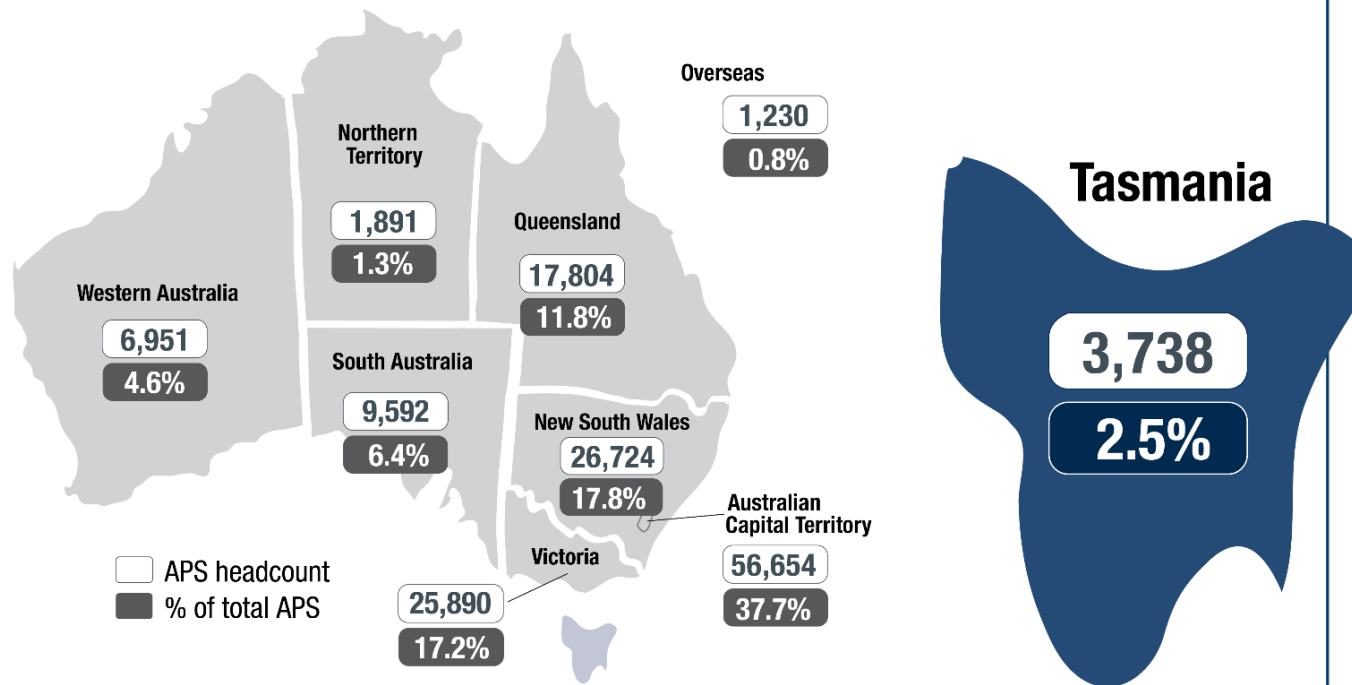 Overseas
1,230
0.8%
Northern
Territory
1,891
1.3%
Queensland
17,804
11.8%
Western Australia
6,951
4.6%
South Australia
9,592
6.4%
New South Wales
26,724
17.8%
Australian
Capital Territory
56,654
37.7%
Victoria
25,890
17.2%
APS headcount
% of total APS
Tasmania
3,738
2.5%